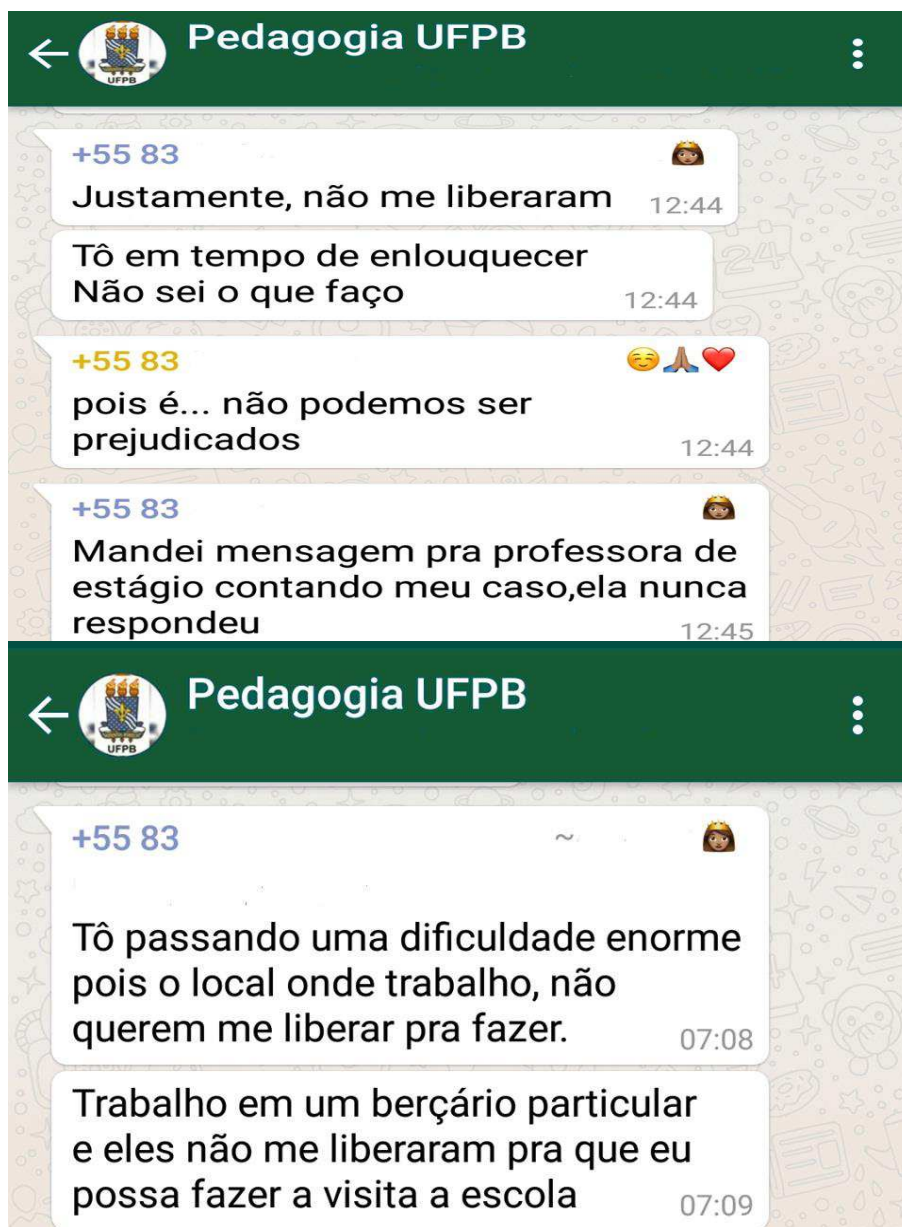 Pedagogia UFPB
UFPB
+55 83
Justamente, não me liberaram 12:44
Tô em tempo de enlouquecer
Não sei o que faço 12:44
+55 83
pois é... não podemos ser
prejudicados 12:44
+55 83
Mandei mensagem pra professora de
estágio contando meu caso,ela nunca
respondeu 12:45
Pedagogia UFPB
UFPB
+55 83 ~
Tô passando uma dificuldade enorme
pois o local onde trabalho, não
querem me liberar pra fazer. 07:08
Trabalho em um berçário particular
e eles não me liberaram pra que eu
possa fazer a visita a escola 07:09